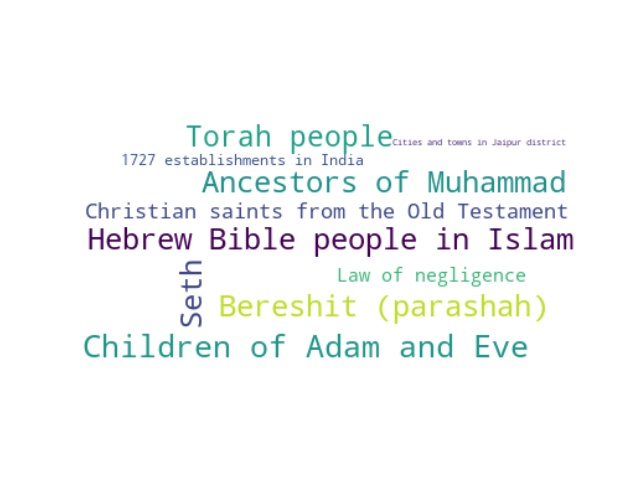 Torah people
Cities and towns in Jaipur district
1727 establishments in India
Ancestors of Muhammad
Christian saints from the Old Testament
Hebrew Bible people in Islam
Law of negligence
Seth
Bereshit (parashah)
Children of Adam and Eve